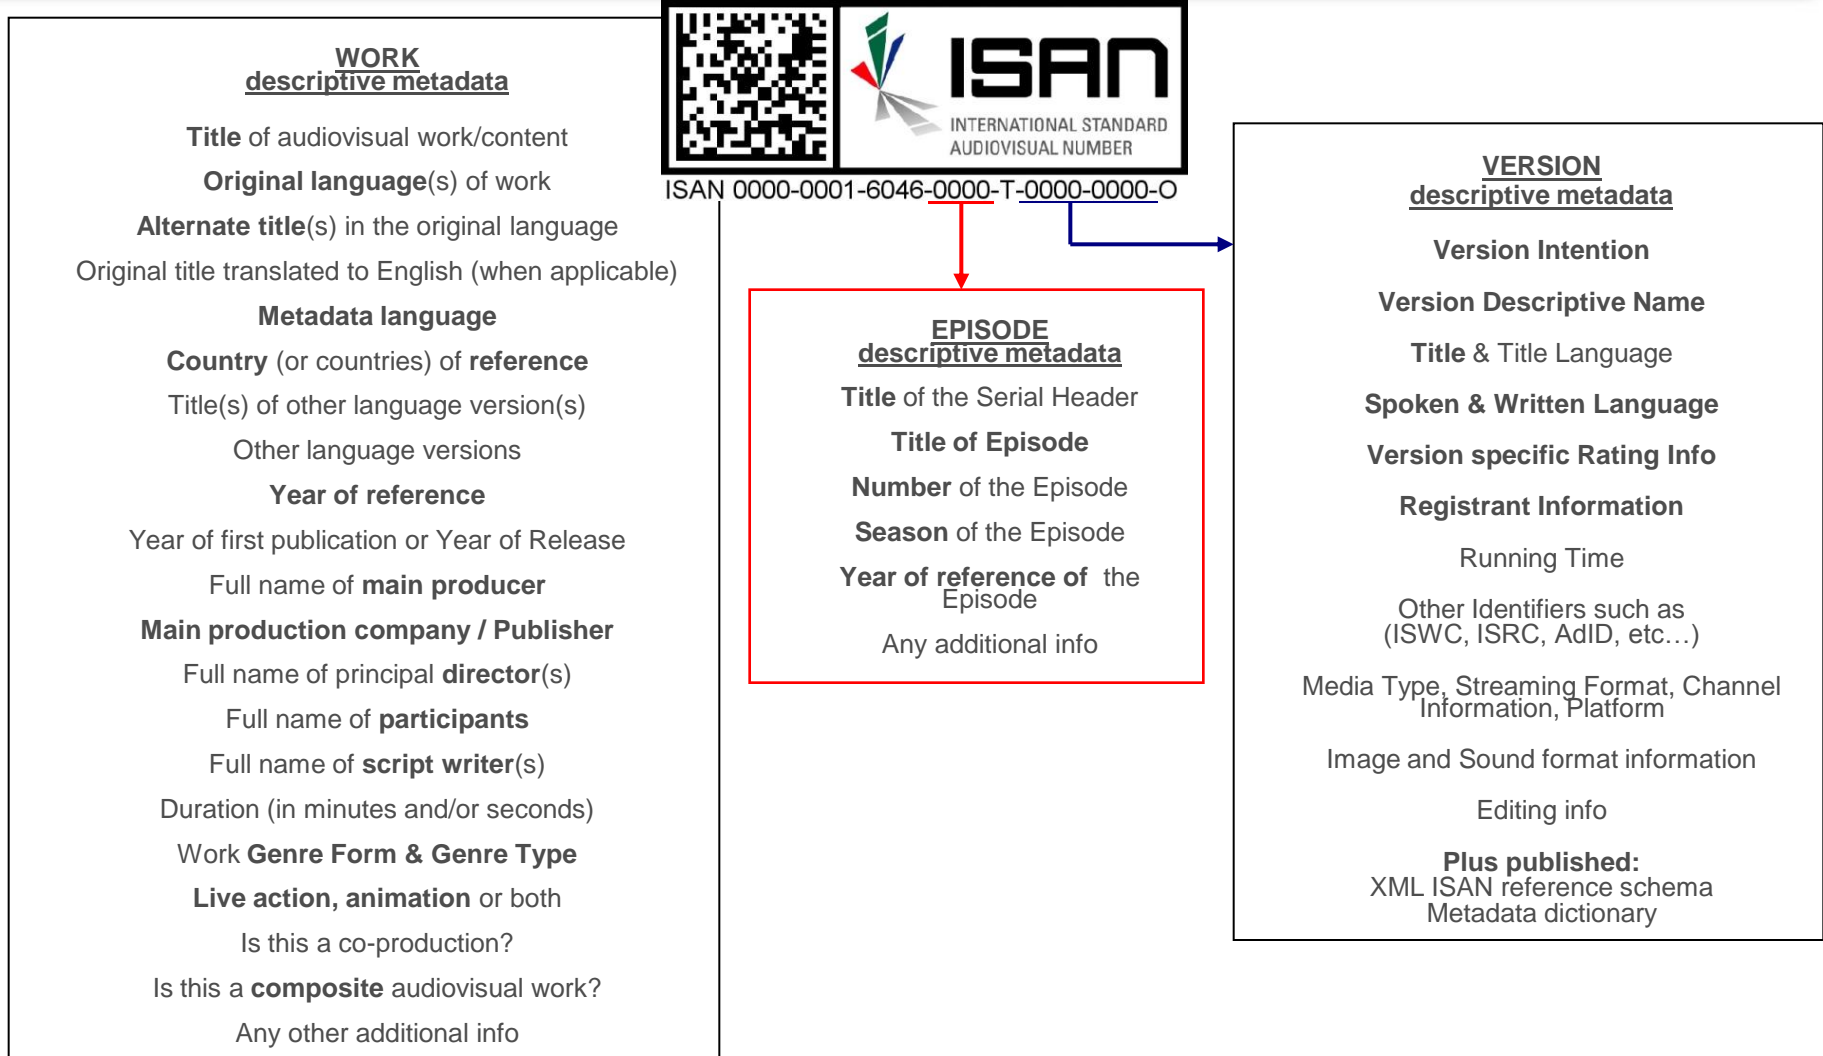 WORK
descriptive metadata
Title of audiovisual work/content
Original language(s) of work
Alternate title(s) in the original language
Original title translated to English (when applicable)
Metadata language
Country (or countries) of reference
Title(s) of other language version(s)
Other language versions
Year of reference
Year of first publication or Year of Release
Full name of main producer
Main production company / Publisher
Full name of principal director(s)
Full name of participants
Full name of script writer(s)
Duration (in minutes and/or seconds)
Work Genre Form & Genre Type
Live action, animation or both
Is this a co-production?
Is this a composite audiovisual work?
Any other additional info
ISAN
INTERNATIONAL STANDARD
AUDIOVISUAL NUMBER
ISAN 0000-0001-6046-0000-T-0000-0000-O
EPISODE
descriptive metadata
Title of the Serial Header
Title of Episode
Number of the Episode
Season of the Episode
Year of reference of the
Episode
Any additional info
VERSION
descriptive metadata
Version Intention
Version Descriptive Name
Title & Title Language
Spoken & Written Language
Version specific Rating Info
Registrant Information
Running Time
Other Identifiers such as
(ISWC, ISRC, AdID, etc…)
Media Type, Streaming Format, Channel
Information, Platform
Image and Sound format information
Editing info
Plus published:
XML ISAN reference schema
Metadata dictionary